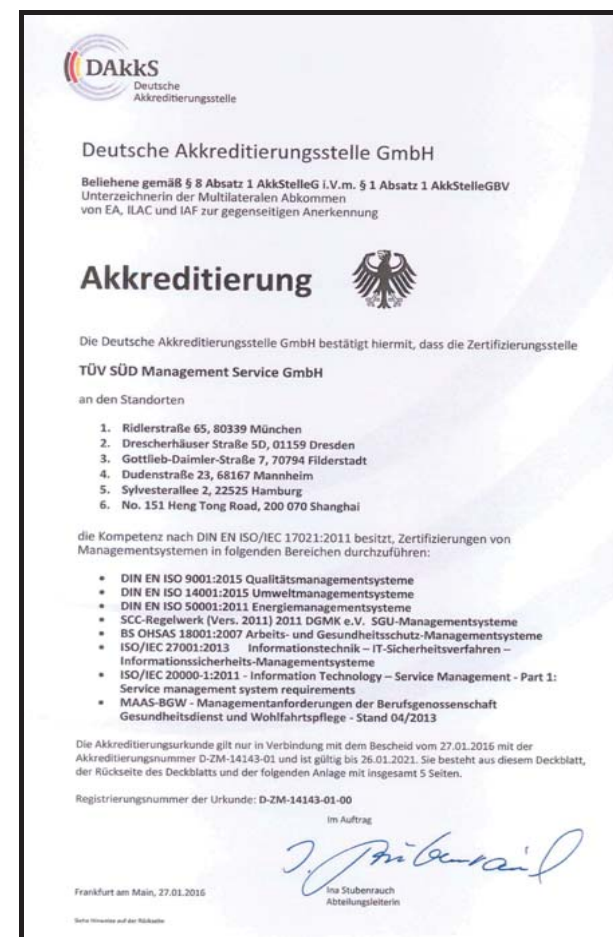 DAkkS
Deutsche
Akkreditierungsstelle
Deutsche Akkreditierungsstelle GmbH
Beliehene gemäß § 8 Absatz 1 AkkStelleG i.V.m. § 1 Absatz 1 AkkStelleGBV
Unterzeichnerin der Multilateralen Abkommen
von EA, ILAC und IAF zur gegenseitigen Anerkennung
Akkreditierung
Die Deutsche Akkreditierungsstelle GmbH bestätigt hiermit, dass die Zertifizierungsstelle
TÜV SÜD Management Service GmbH
an den Standorten
1. Ridlerstraße 65, 80339 München
2. Drescherhäuser Straße 5D, 01159 Dresden
3. Gottlieb-Daimler-Straße 7, 70794 Filderstadt
4. Dudenstraße 23, 68167 Mannheim
5. Sylvesterallee 2, 22525 Hamburg
6. No. 151 Heng Tong Road, 200 070 Shanghai
die Kompetenz nach DIN EN ISO/IEC 17021:2011 besitzt, Zertifizierungen von
Managementsystemen in folgenden Bereichen durchzuführen:
• DIN EN ISO 9001:2015 Qualitätsmanagementsysteme
• DIN EN ISO 14001:2015 Umweltmanagementsysteme
• DIN EN ISO 50001:2011 Energiemanagementsysteme
• SCC-Regelwerk (Vers. 2011) 2011 DGMK e.V. SGU-Managementsysteme
• BS OHSAS 18001:2007 Arbeits- und Gesundheitsschutz-Managementsysteme
• ISO/IEC 27001:2013 Informationstechnik – IT-Sicherheitsverfahren –
Informationssicherheits-Managementsysteme
• ISO/IEC 20000-1:2011 - Information Technology – Service Management - Part 1:
Service management system requirements
• MAAS-BGW - Managementanforderungen der Berufsgenossenschaft
Gesundheitsdienst und Wohlfahrtspflege - Stand 04/2013
Die Akkreditierungsurkunde gilt nur in Verbindung mit dem Bescheid vom 27.01.2016 mit der
Akkreditierungsnummer D-ZM-14143-01 und ist gültig bis 26.01.2021. Sie besteht aus diesem Deckblatt,
der Rückseite des Deckblatts und der folgenden Anlage mit insgesamt 5 Seiten.
Registrierungsnummer der Urkunde: D-ZM-14143-01-00
Im Auftrag
Frankfurt am Main, 27.01.2016
Ina Stubenrauch
Abteilungsleiterin
Siehe Hinweise auf der Rückseite